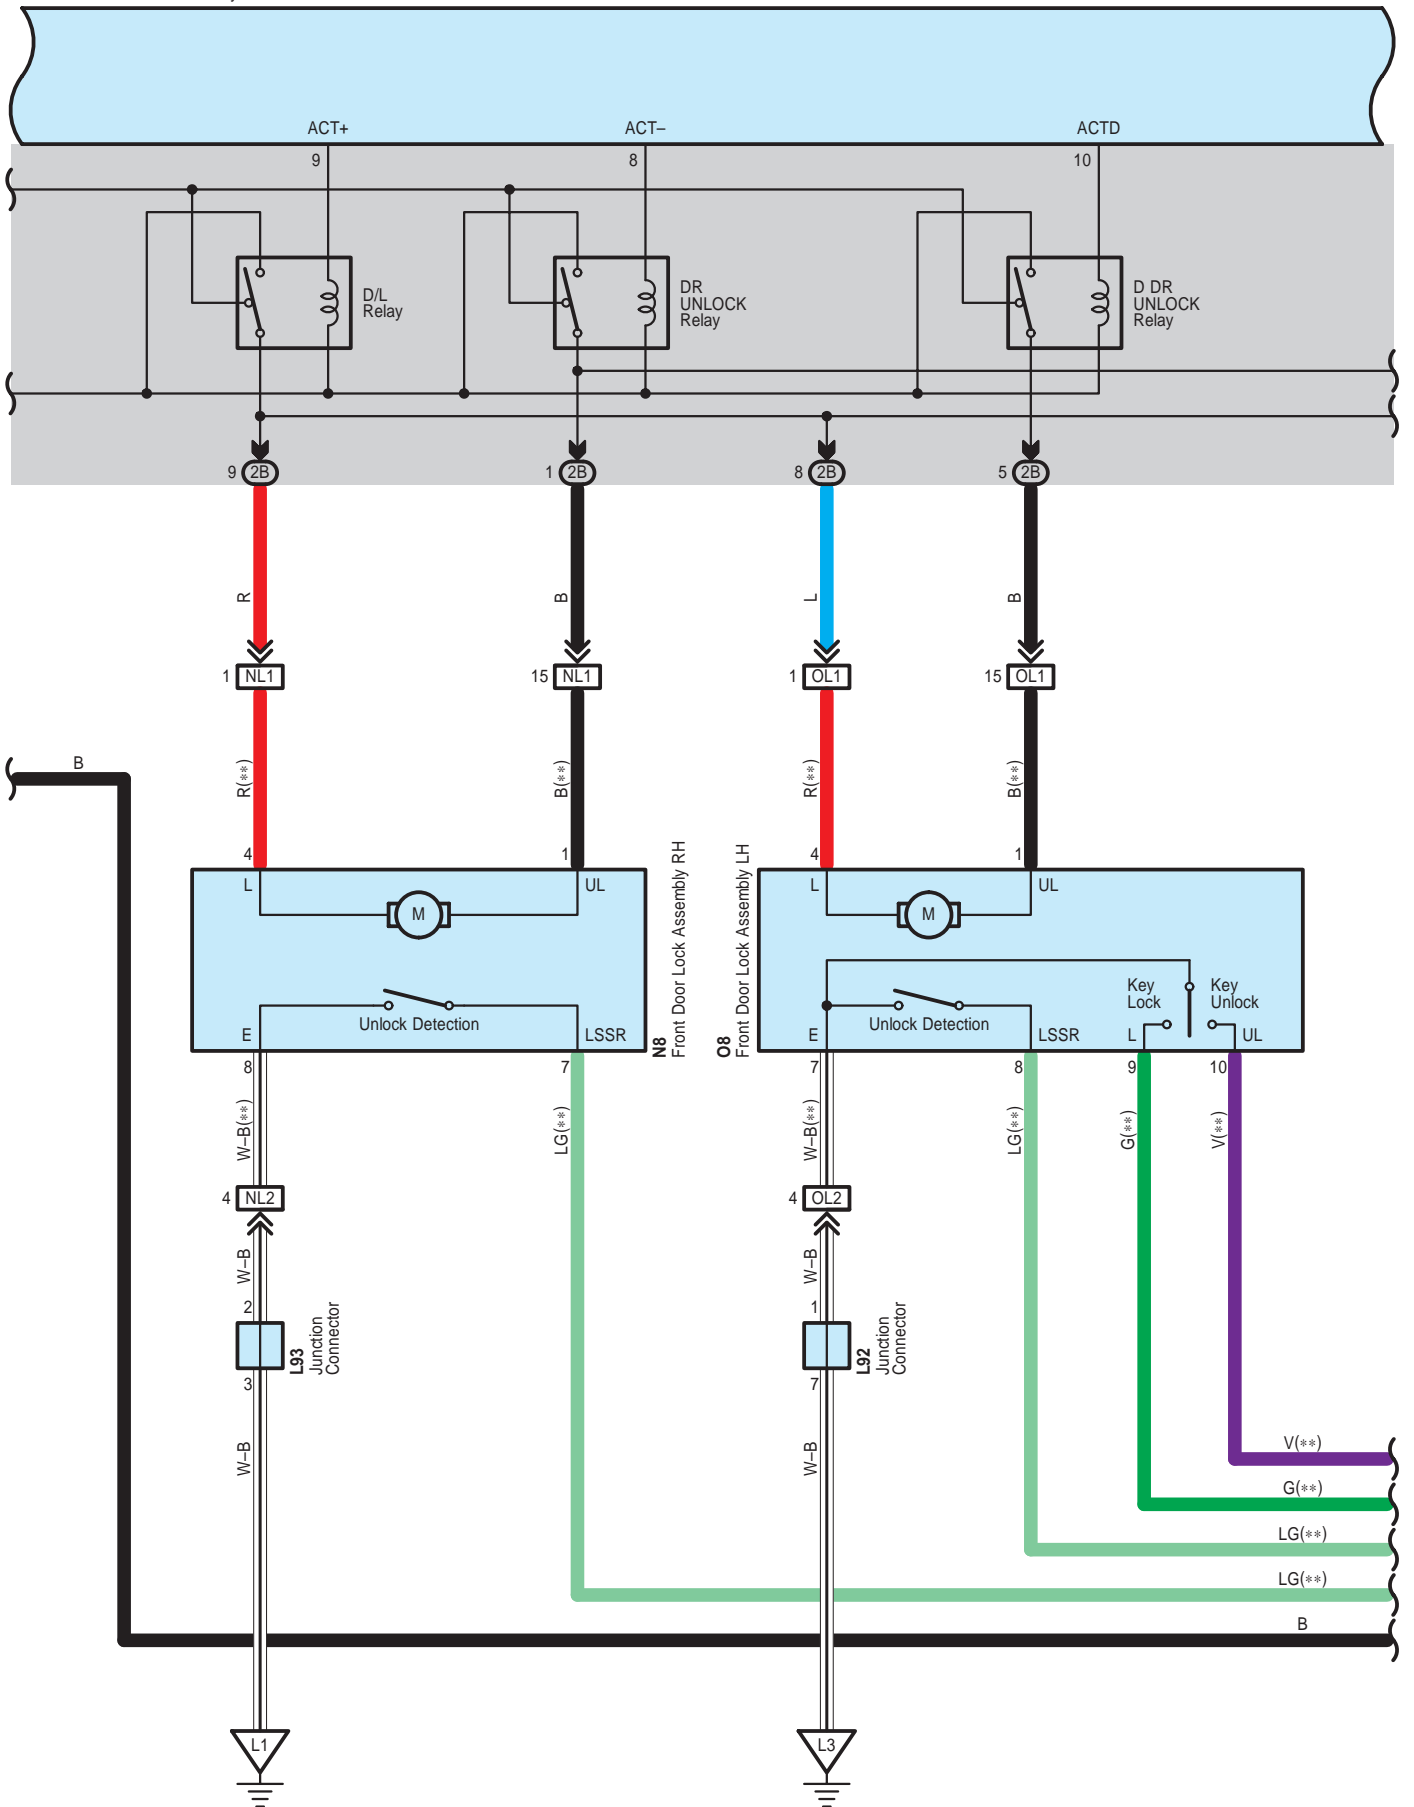 ACT+ ACT– ACTD
9 8 10
D/L
Relay
DR
UNLOCK
Relay
D DR
UNLOCK
Relay
9 2B 1 2B 8 2B 5 2B
R B L B
1 NL1 15 NL1 1 OL1 15 OL1
B
R(**) B(**) R(**) B(**)
4 1 4 1
L UL L UL
M M
Unlock Detection
E LSSR
N8
Front Door Lock Assembly RH
O8
Front Door Lock Assembly LH
Key
Lock
Key
Unlock
Unlock Detection
E LSSR L UL
8 7 7 8 9 10
W–B(**) LG(**) W–B(**) LG(**) G(**) V(**)
4 NL2 4 OL2
W–B W–B
2 1
L93
Junction
Connector
L92
Junction
Connector
3 7
W–B W–B
V(**)
G(**)
LG(**)
LG(**)
B
L1 L3